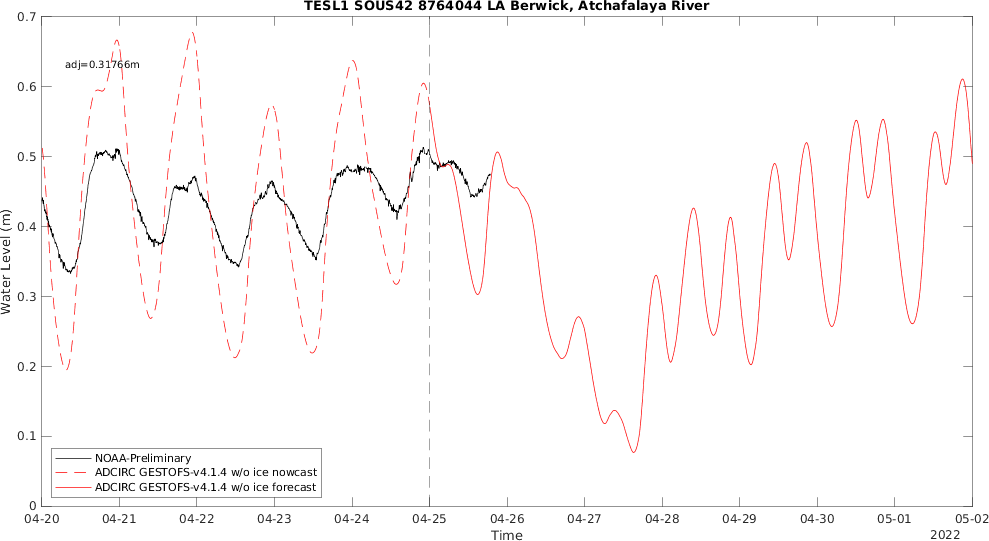 TESL1 SOUS42 8764044 LA Berwick, Atchafalaya River
0.7
0.6
0.5
0.4
0.3
0.2
0.1
0
Water Level (m)
adj=0.31766m
NOAA-Preliminary
ADCIRC GESTOFS-v4.1.4 w/o ice nowcast
ADCIRC GESTOFS-v4.1.4 w/o ice forecast
04-20 04-21 04-22 04-23 04-24 04-25 04-26 04-27 04-28 04-29 04-30 05-01 05-02
Time
2022